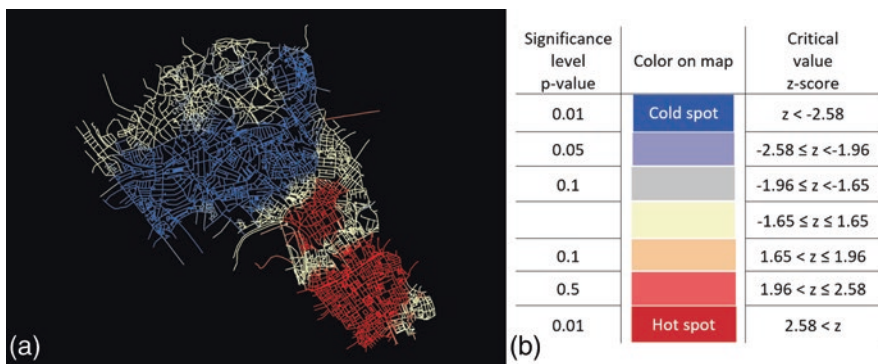 (a)
Significance
level
p-value
Color on map
Critical
value
z-score
0.01 Cold spot z < -2.58
0.05 -2.58 ≤ z <-1.96
0.1 -1.96 ≤ z <-1.65
-1.65 ≤ z ≤ 1.65
0.1 1.65 < z ≤ 1.96
0.5 1.96 < z ≤ 2.58
0.01 Hot spot 2.58 < z
(b)